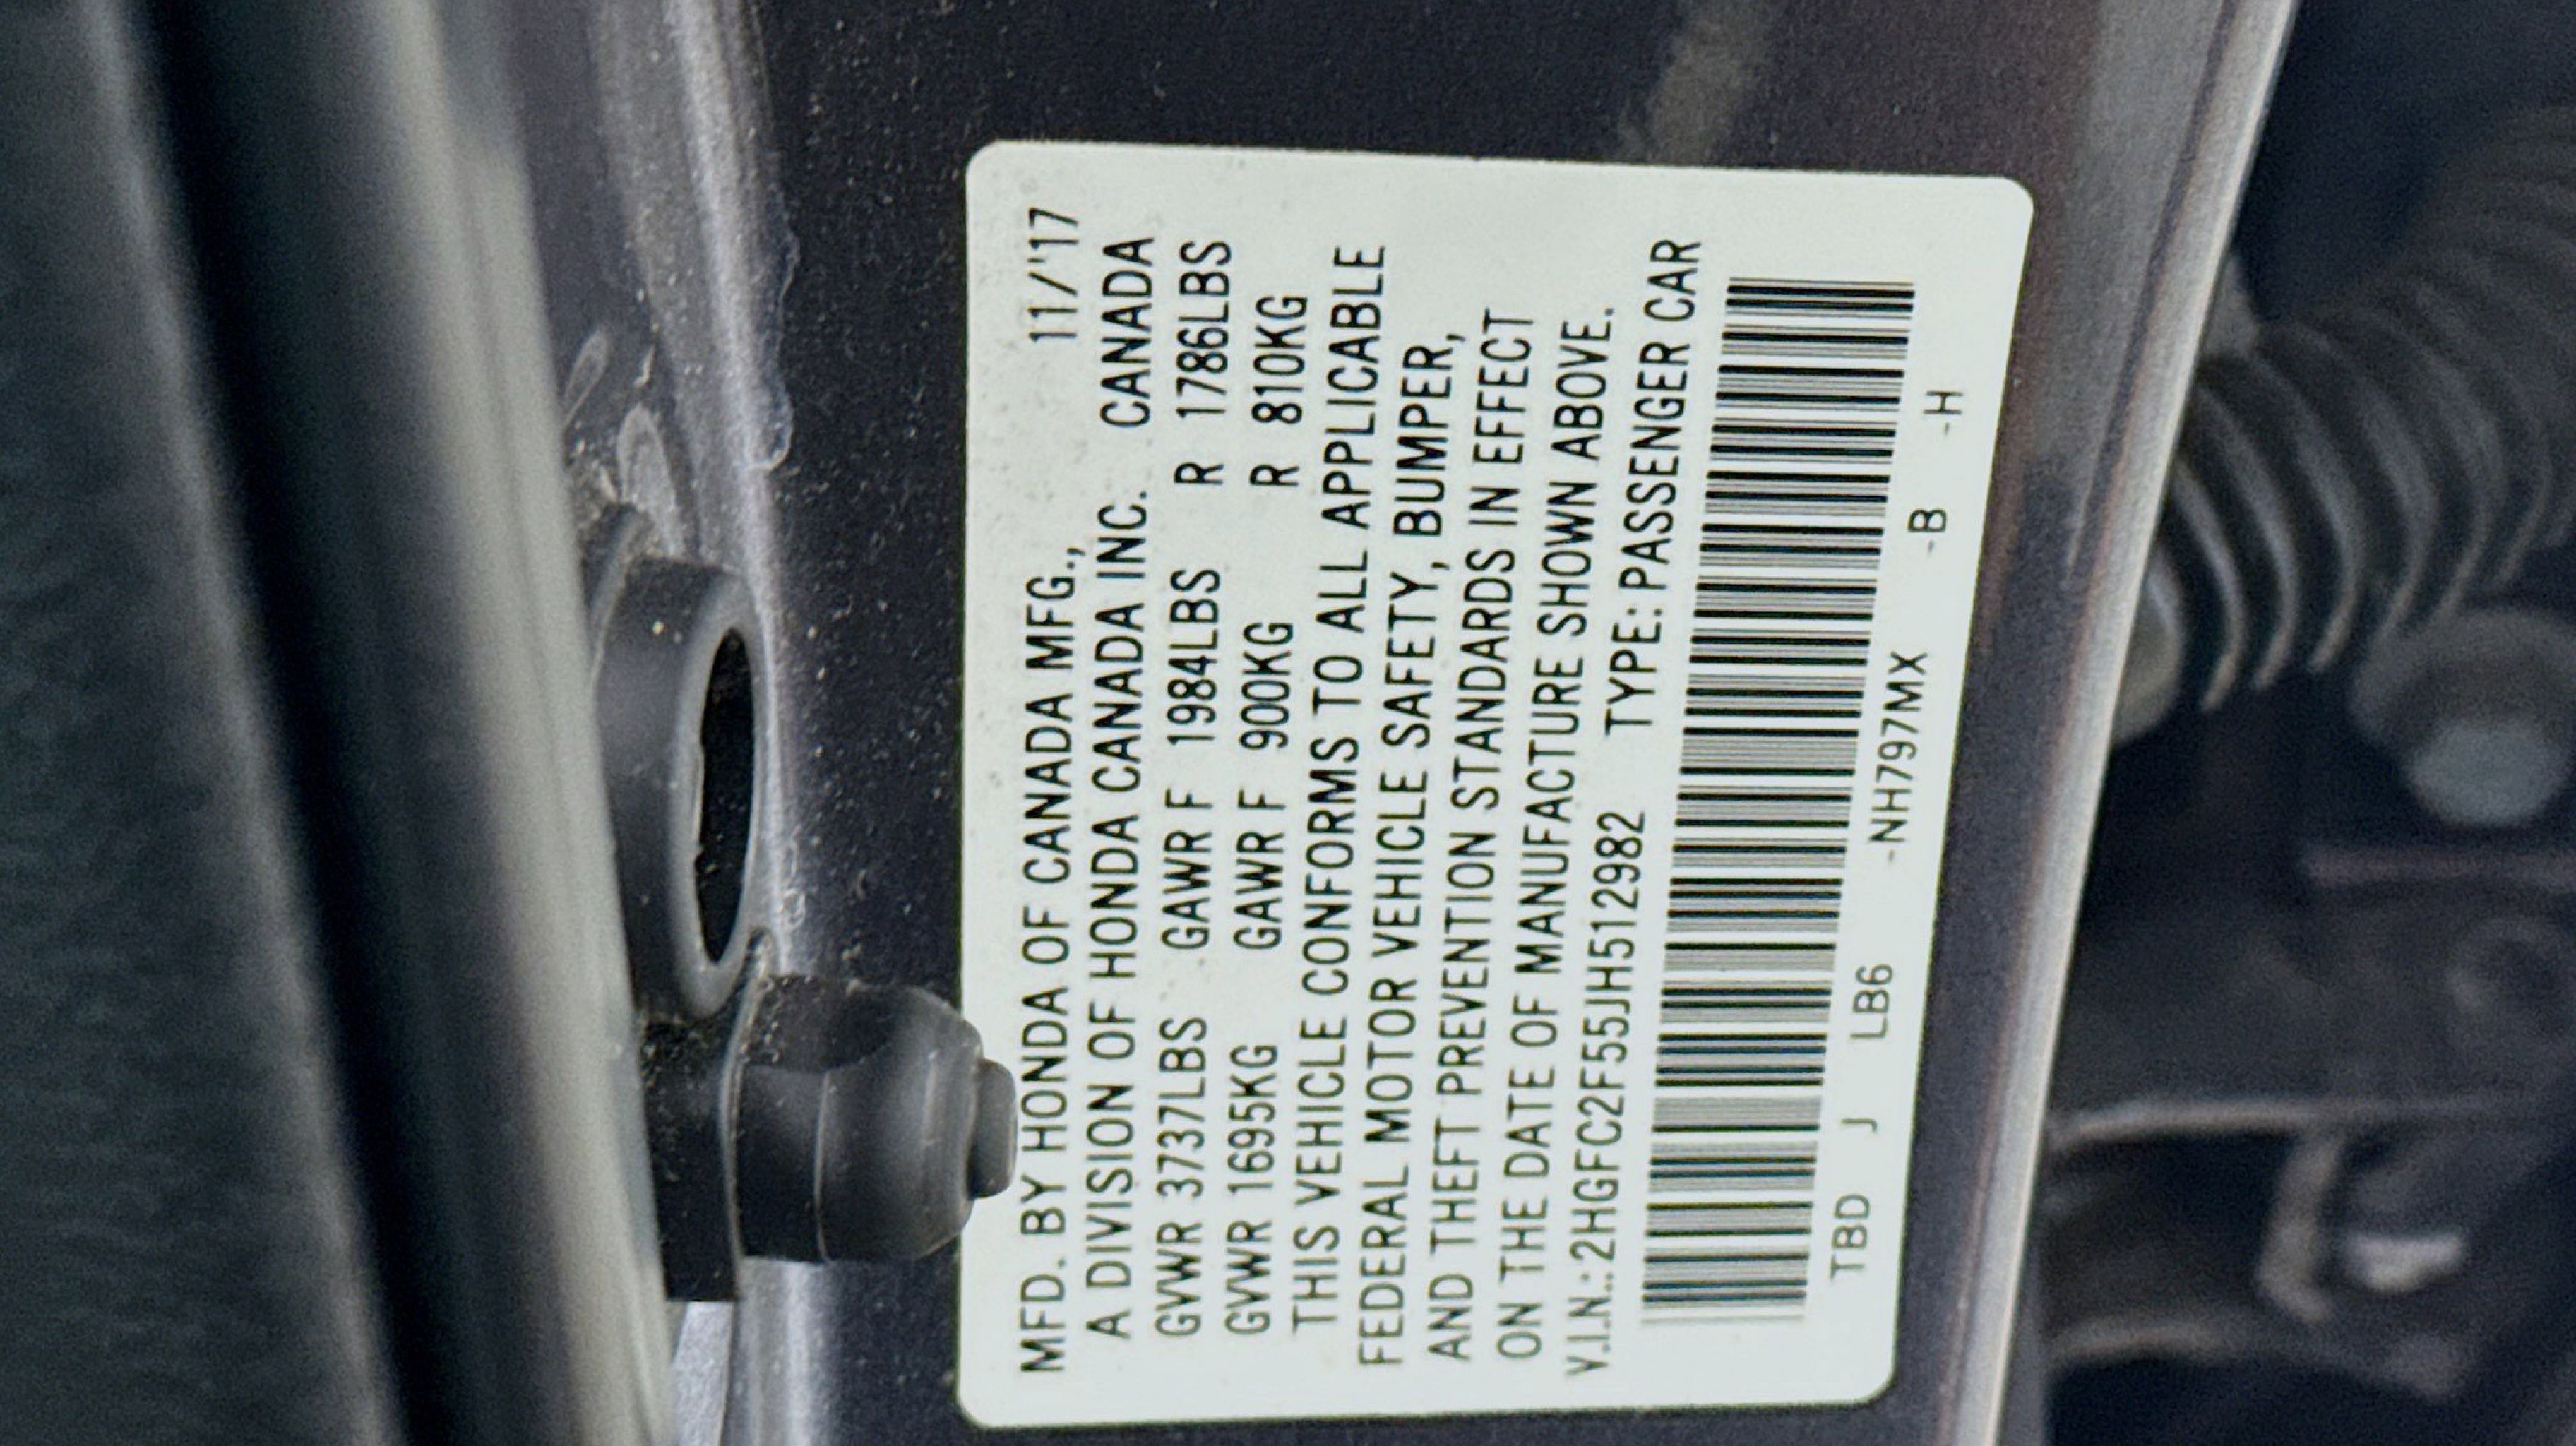 MFD. BY HONDA OF CANADA MFG., 11/'17
A DIVISION OF HONDA CANADA INC. CANADA
GVWR 3737LBS GAWR F 1984LBS R 1786LBS
GVWR 1695KG GAWR F 900KG R 810KG
THIS VEHICLE CONFORMS TO ALL APPLICABLE
FEDERAL MOTOR VEHICLE SAFETY, BUMPER,
AND THEFT PREVENTION STANDARDS IN EFFECT
ON THE DATE OF MANUFACTURE SHOWN ABOVE.
V.I.N.: 2HGFC2F55JH512982 TYPE: PASSENGER CAR
TBD J LB6 -NH797MX -B -H